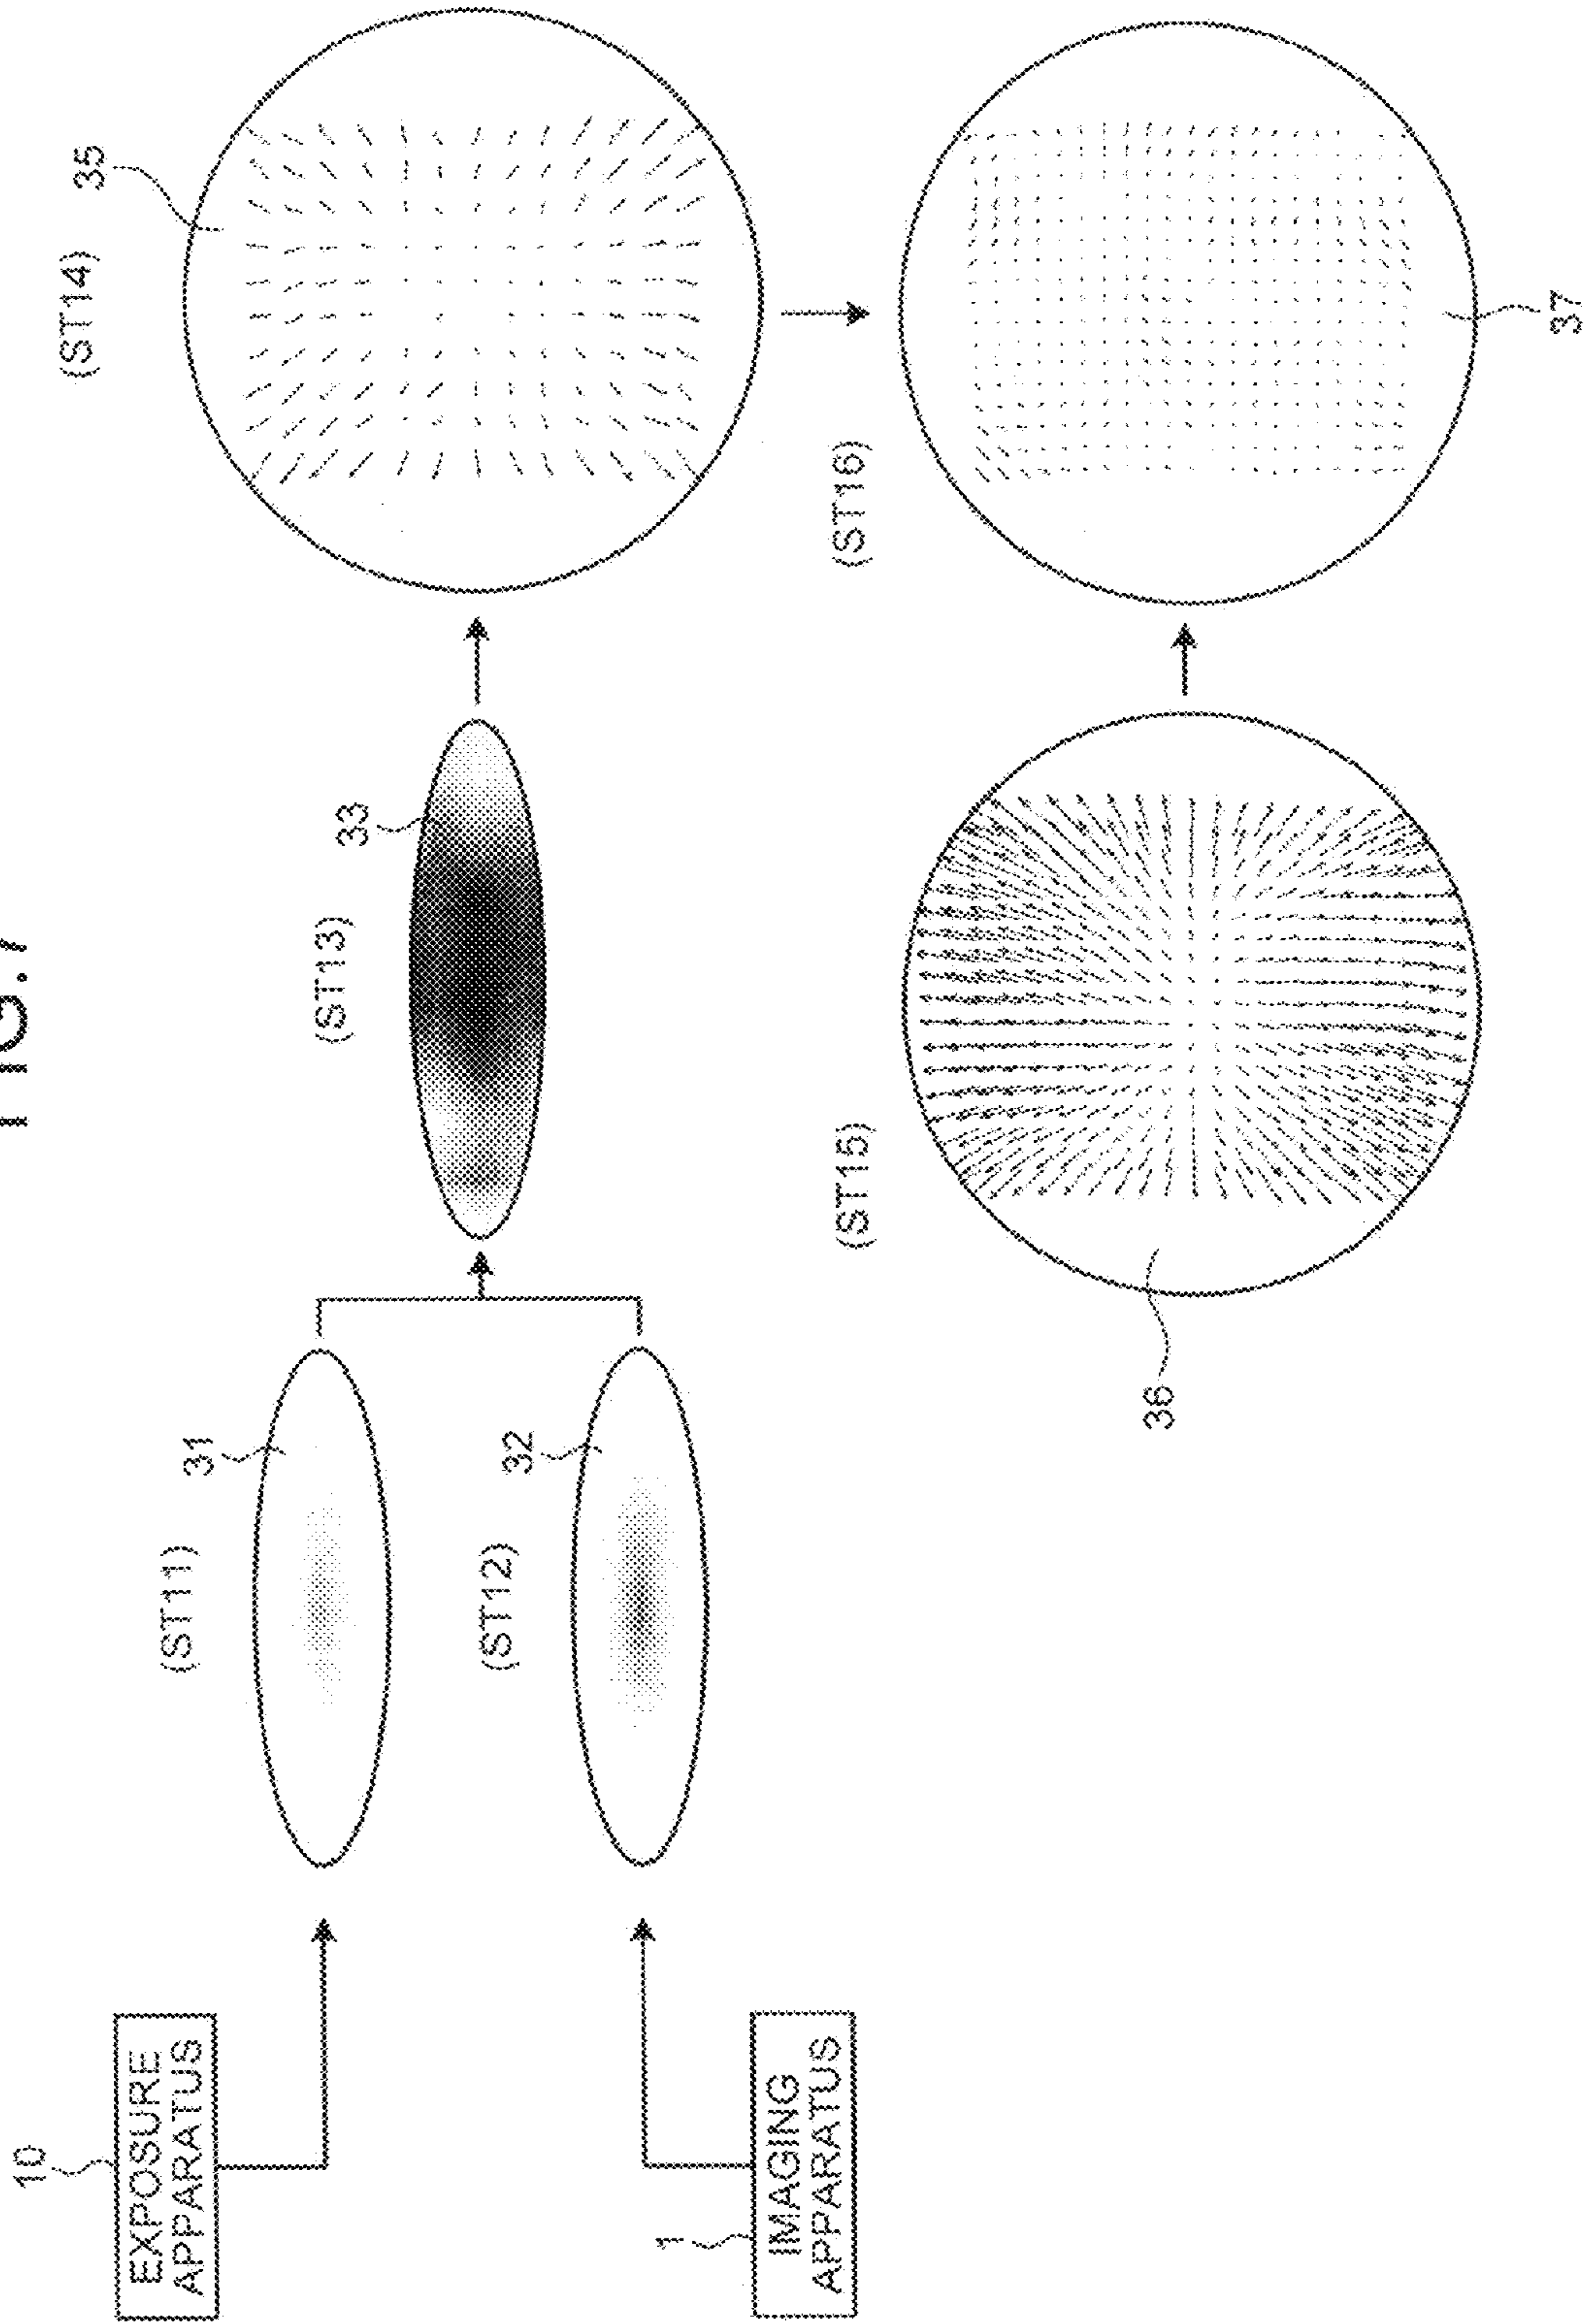 FIG.7
10
EXPOSURE
APPARATUS
1
IMAGING
APPARATUS
(ST11)
31
(ST12)
32
(ST13)
33
(ST14)
35
(ST15)
36
(ST16)
37